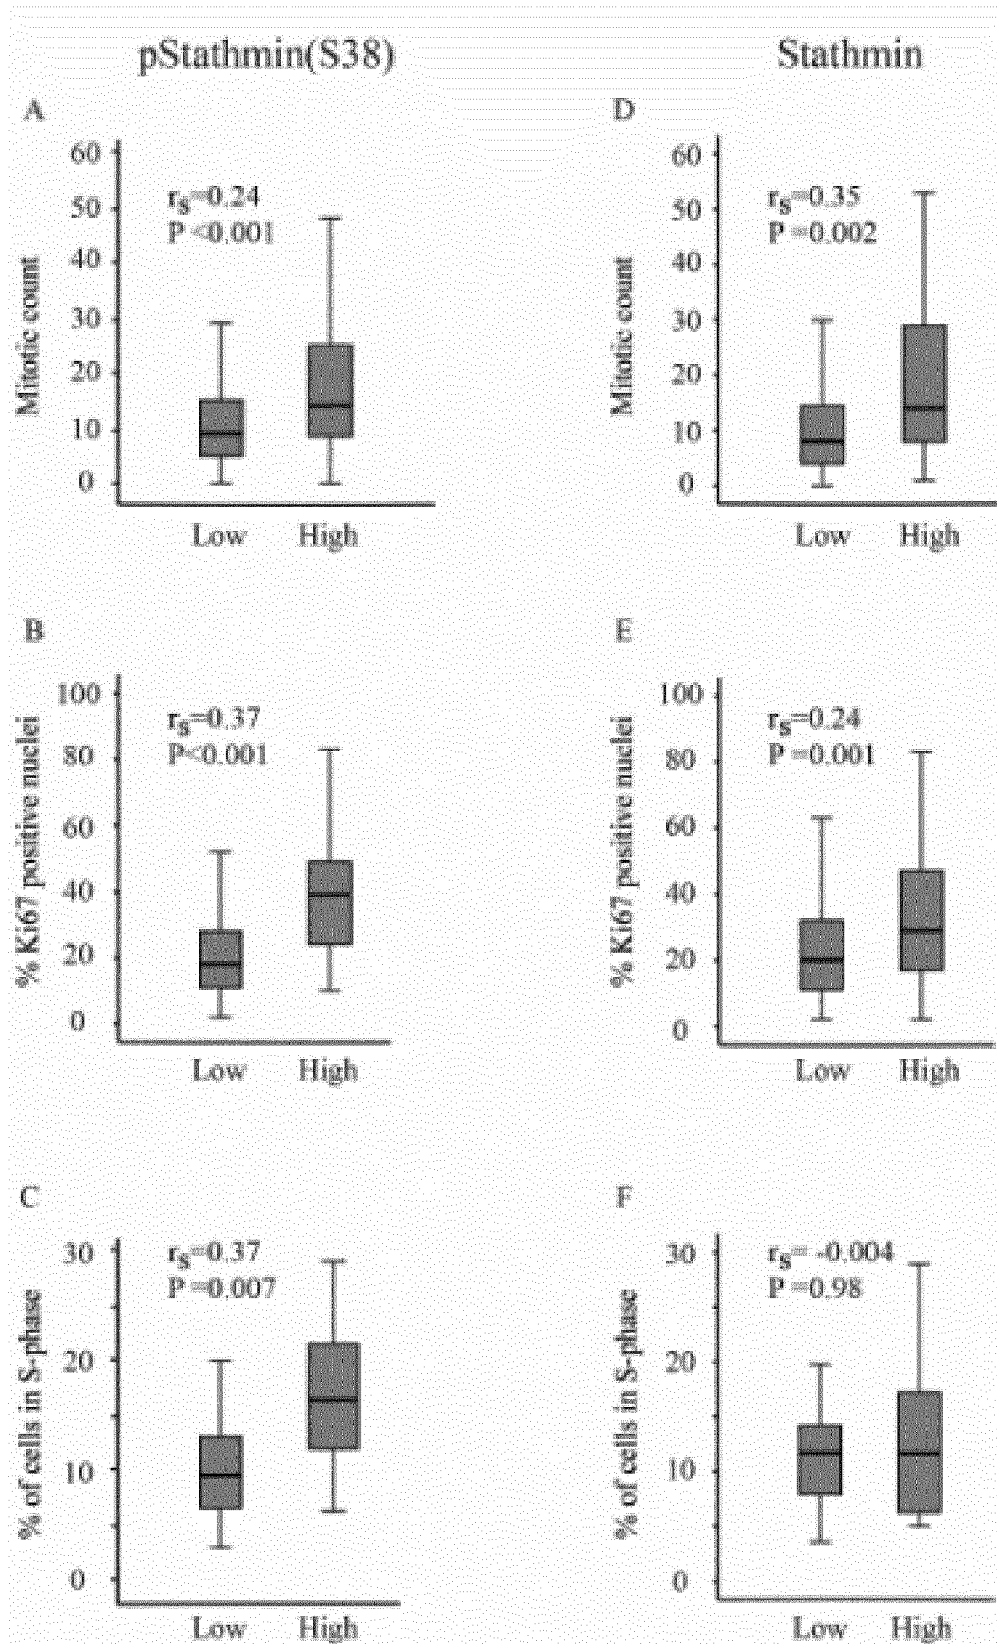 pStathmin(S38)
Stathmin
A
60
50
40
30
20
10
0
Mitotic count
rs=0.24
P <0.001
Low High
D
60
50
40
30
20
10
0
Mitotic count
rs=0.35
P =0.002
Low High
B
100
80
60
40
20
0
% Ki67 positive nuclei
rs=0.37
P<0.001
Low High
E
100
80
60
40
20
0
% Ki67 positive nuclei
rs=0.24
P =0.001
Low High
C
30
20
10
0
% of cells in S-phase
rs=0.37
P =0.007
Low High
F
30
20
10
0
% of cells in S-phase
rs= -0.004
P =0.98
Low High